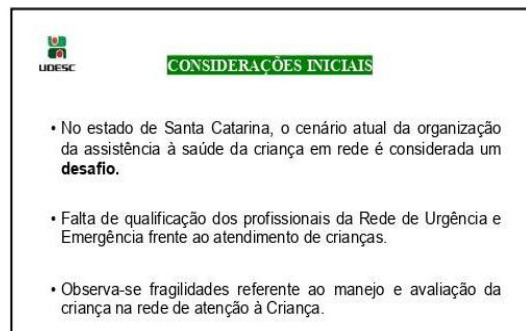 UDESC
CONSIDERAÇÕES INICIAIS
• No estado de Santa Catarina, o cenário atual da organização
da assistência à saúde da criança em rede é considerada um
desafio.
• Falta de qualificação dos profissionais da Rede de Urgência e
Emergência frente ao atendimento de crianças.
• Observa-se fragilidades referente ao manejo e avaliação da
criança na rede de atenção à Criança.